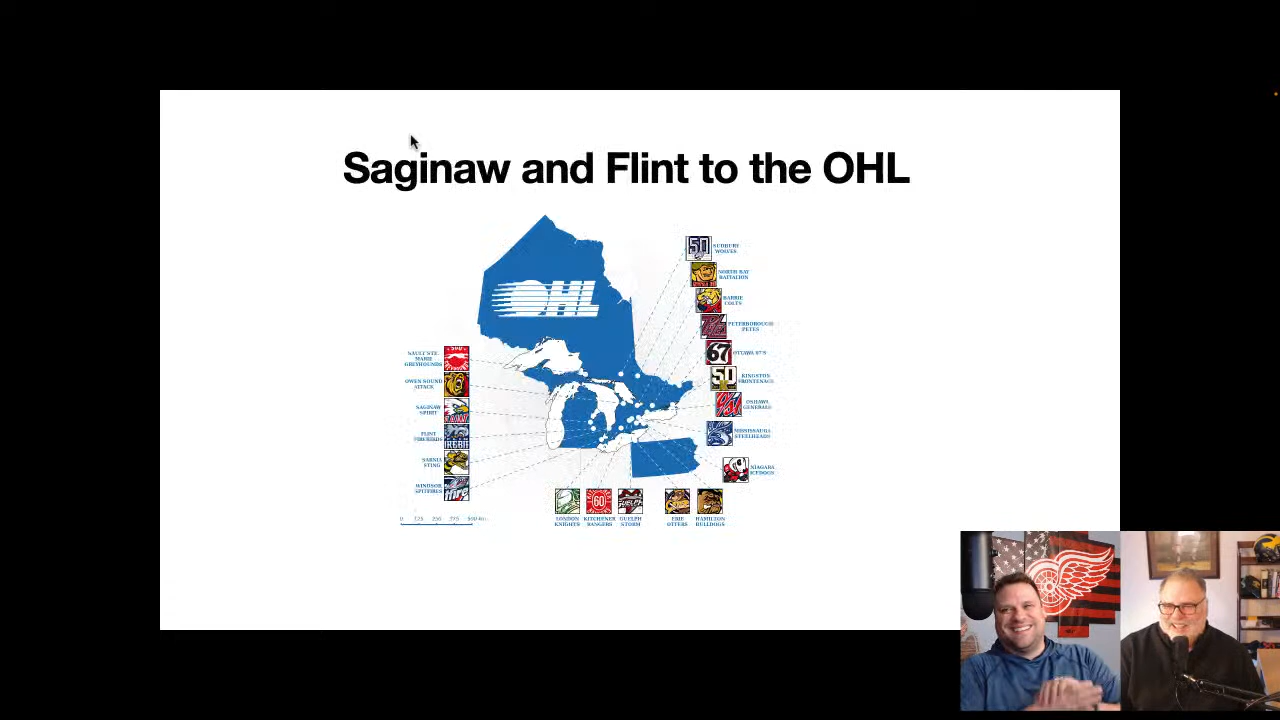 Saginaw and Flint to the OHL
OHL
50
SUDBURY
WOLVES
NORTH BAY
BATTALION
BARRIE
COLTS
PETERBOROUGH
PETES
67
OTTAWA 67'S
50
KINGSTON
FRONTENACS
OSHAWA
GENERALS
MISSISSAUGA
STEELHEADS
NIAGARA
ICEDOGS
SAULT STE.
MARIE
GREYHOUNDS
OWEN SOUND
ATTACK
SAGINAW
SPIRIT
FLINT
FIREBIRDS
SARNIA
STING
WINDSOR
SPITFIRES
60
LONDON
KNIGHTS
KITCHENER
RANGERS
GUELPH
STORM
ERIE
OTTERS
HAMILTON
BULLDOGS